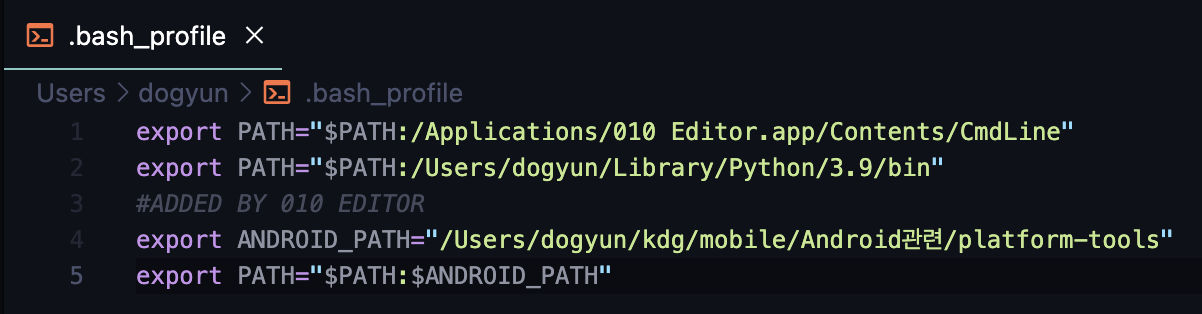 .bash_profile
Users > dogyun > .bash_profile
1 export PATH="$PATH:/Applications/010 Editor.app/Contents/CmdLine"
2 export PATH="$PATH:/Users/dogyun/Library/Python/3.9/bin"
3 #ADDED BY 010 EDITOR
4 export ANDROID_PATH="/Users/dogyun/kdg/mobile/Android관련/platform-tools"
5 export PATH="$PATH:$ANDROID_PATH"